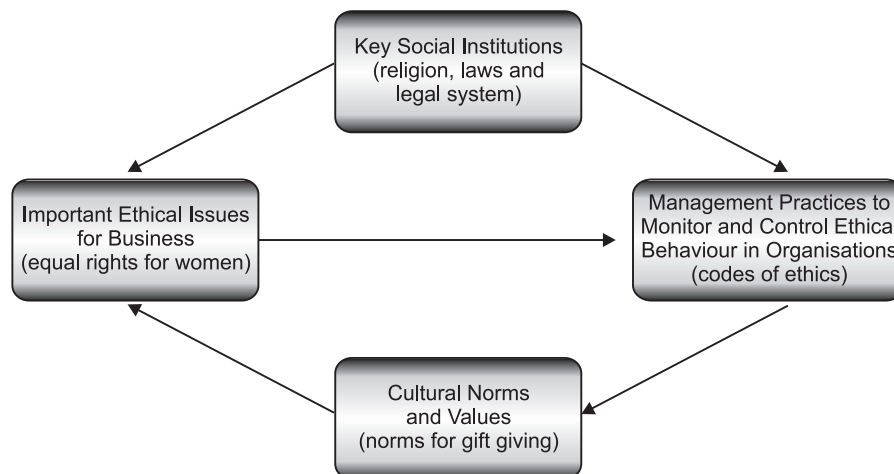 Key Social Institutions
(religion, laws and
legal system)
Important Ethical Issues
for Business
(equal rights for women)
Management Practices to
Monitor and Control Ethical
Behaviour in Organisations
(codes of ethics)
Cultural Norms
and Values
(norms for gift giving)